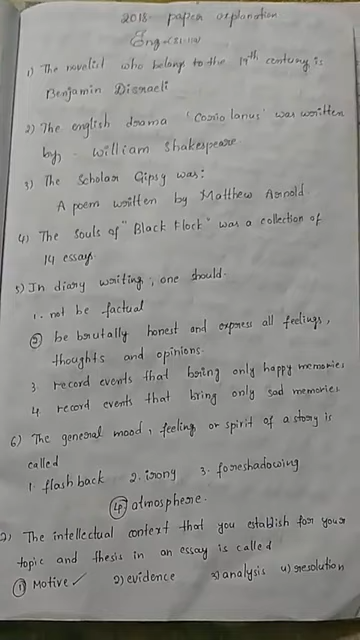 2018- paper explanation
Eng-(S1-110)
1) The novelist who belongs to the 19th century is
Benjamin Disraeli
2) The english drama 'Coriolanus' was written
by - William Shakespeare.
3) The Scholar Gipsy was:
A poem written by Matthew Arnold.
4) The Souls of "Black Flock" was a collection of
14 essays.
5) In diary writing, one should-
1. not be factual
2) be brutally honest and express all feelings,
thoughts and opinions.
3. record events that bring only happy memories
4. record events that bring only sad memories.
6) The general mood, feeling or spirit of a story is
called
1. flashback 2. irony 3. foreshadowing
4) atmosphere.
7) The intellectual context that you establish for your
topic and thesis in an essay is called
1) Motive ✓ 2) evidence 3) analysis 4) resolution